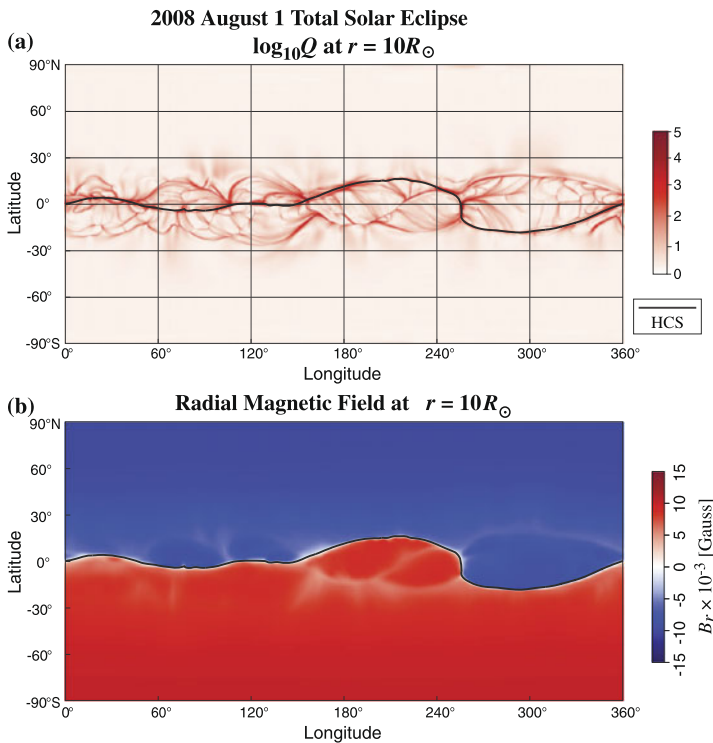 2008 August 1 Total Solar Eclipse
(a)
log₁₀Q at r = 10R☉
90°N
60°
30°
0°
-30°
-60°
-90°S
Latitude
0° 60° 120° 180° 240° 300° 360°
Longitude
5
4
3
2
1
0
HCS
(b)
Radial Magnetic Field at r = 10R☉
90°N
60°
30°
0°
-30°
-60°
-90°S
Latitude
0° 60° 120° 180° 240° 300° 360°
Longitude
15
10
5
0
-5
-10
-15
Br × 10⁻³ [Gauss]